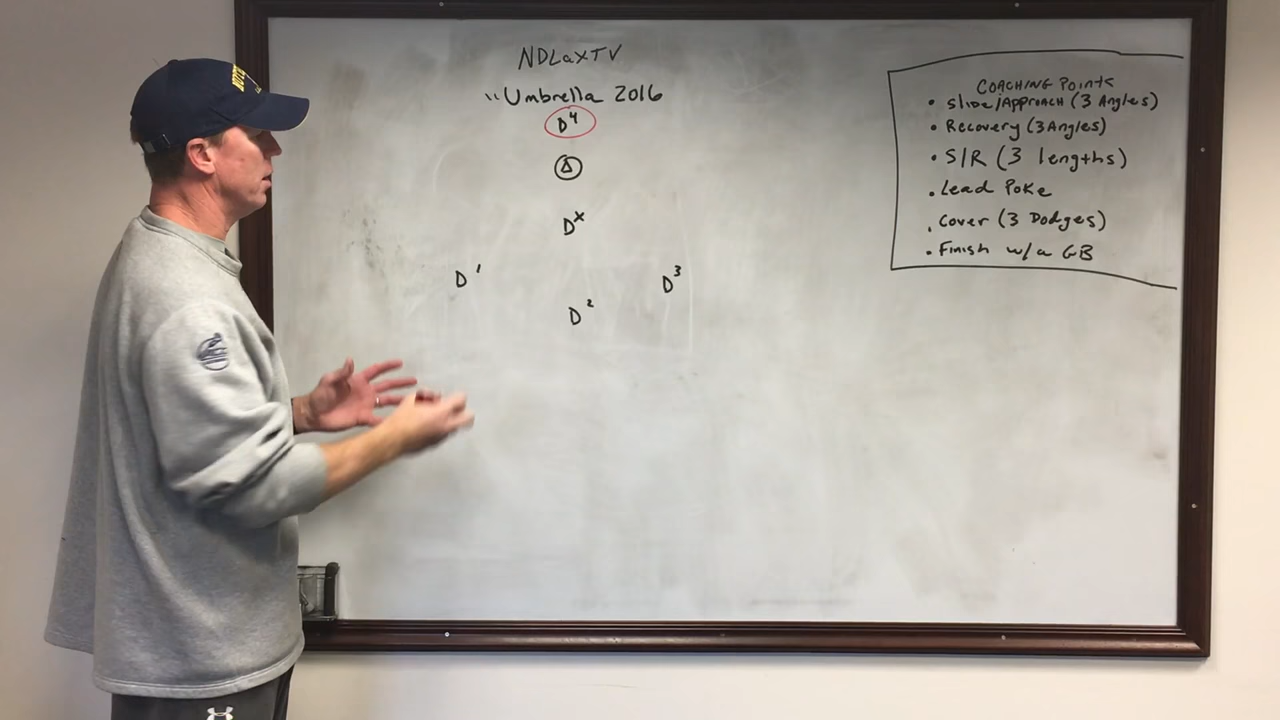 NDLaxTV
"Umbrella 2016
D4
Δ
DX
D1
D3
D2
COACHING POINTS
• Slide/APPROACH (3 Angles)
• Recovery (3 Angles)
• S/R (3 lengths)
• Lead Poke
• Cover (3 Dodges)
• Finish w/a GB